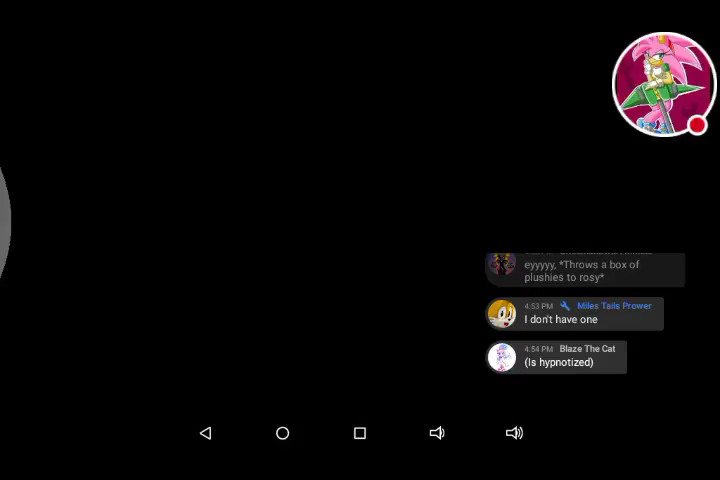 eyyyyy, *Throws a box of
plushies to rosy*
4:53 PM Miles Tails Prower
I don't have one
4:54 PM Blaze The Cat
(Is hypnotized)